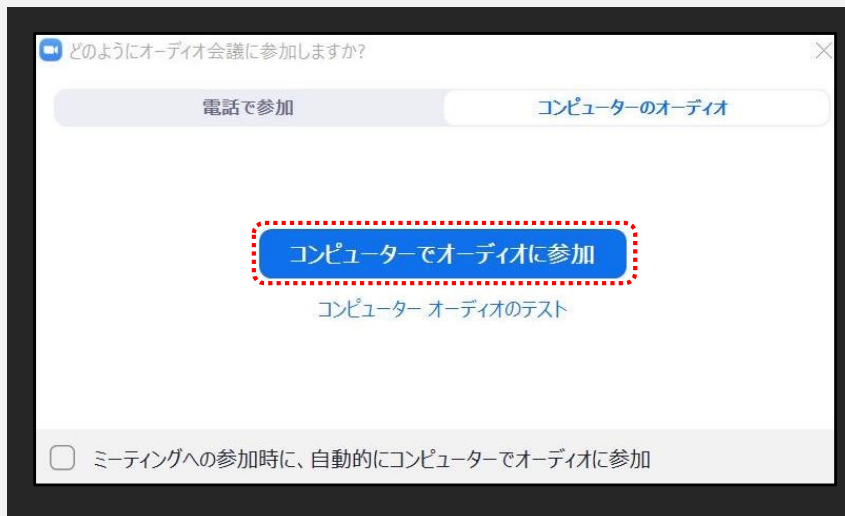 どのようにオーディオ会議に参加しますか?
電話で参加
コンピューターのオーディオ
コンピューターでオーディオに参加
コンピューター オーディオのテスト
ミーティングへの参加時に、自動的にコンピューターでオーディオに参加